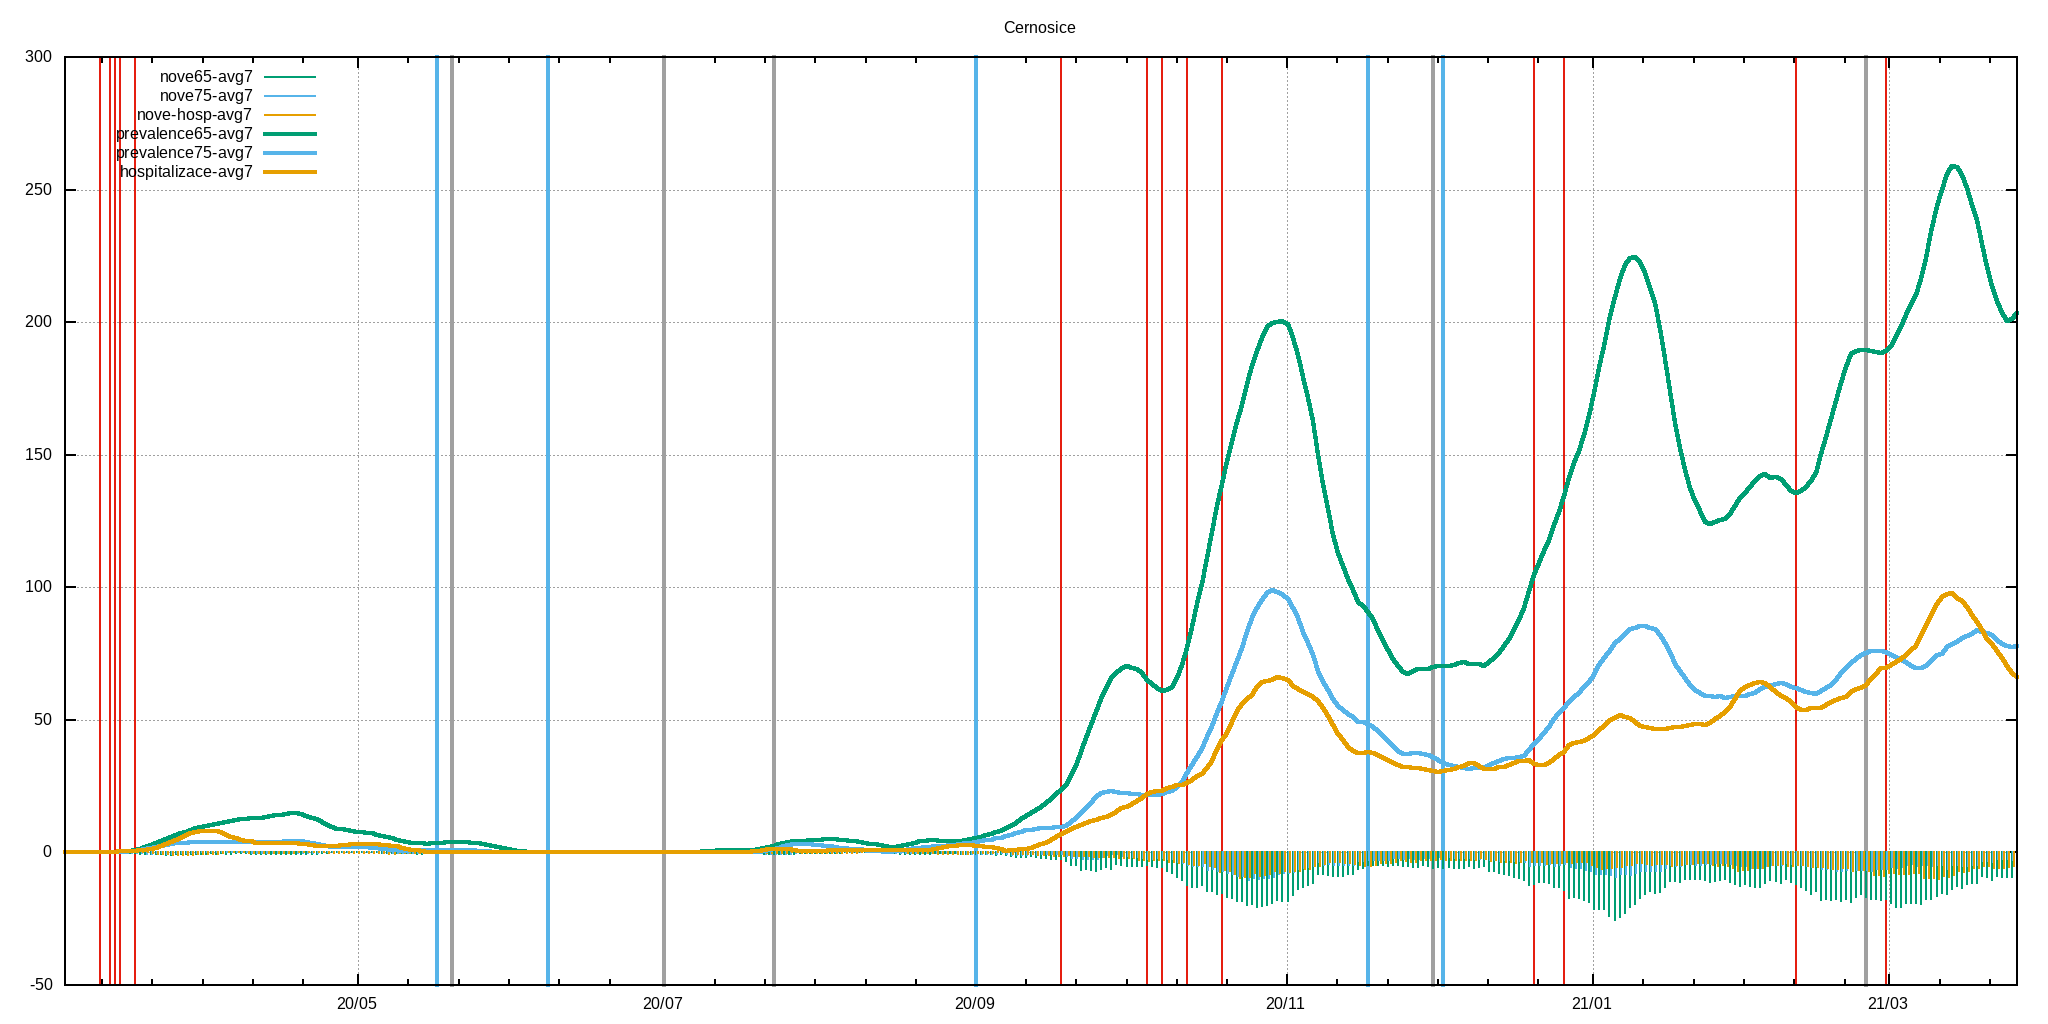 Cernosice
300
nove65-avg7
nove75-avg7
nove-hosp-avg7
prevalence65-avg7
prevalence75-avg7
hospitalizace-avg7
250
200
150
100
50
0
-50
20/05 20/07 20/09 20/11 21/01 21/03